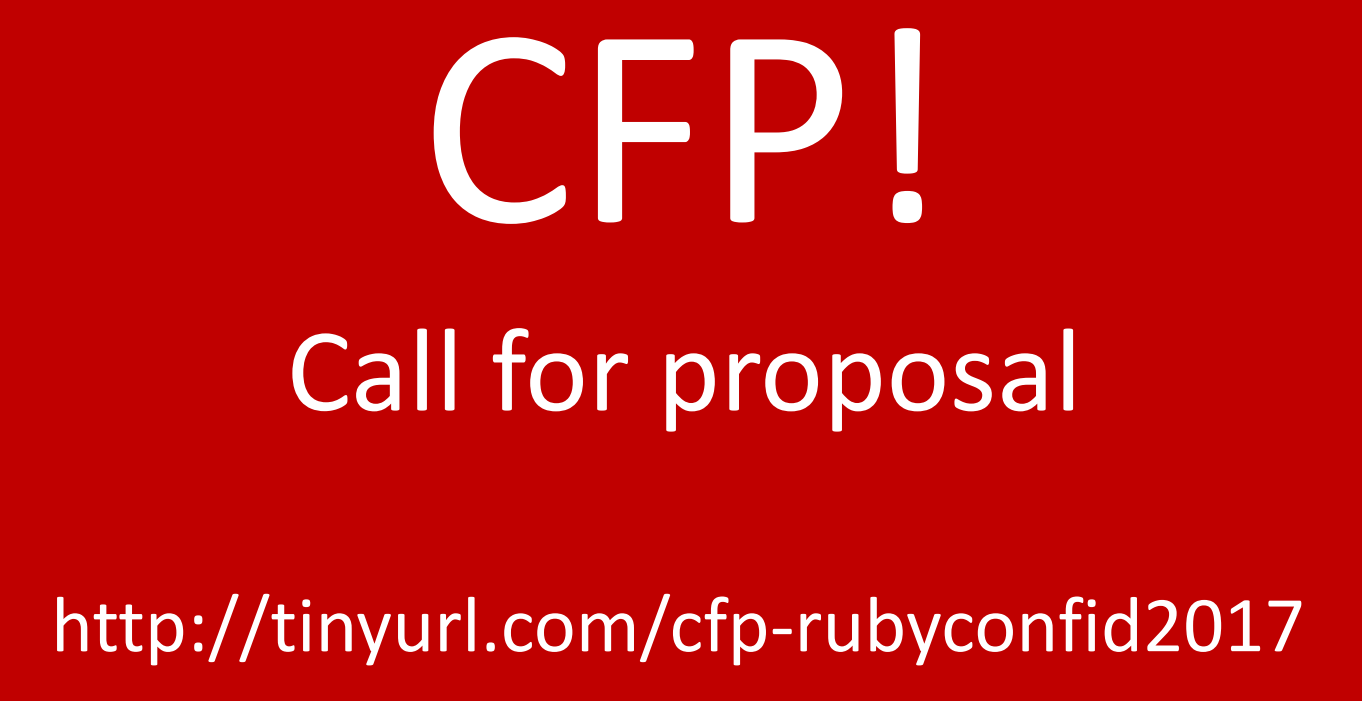 CFP!
Call for proposal
http://tinyurl.com/cfp-rubyconfid2017